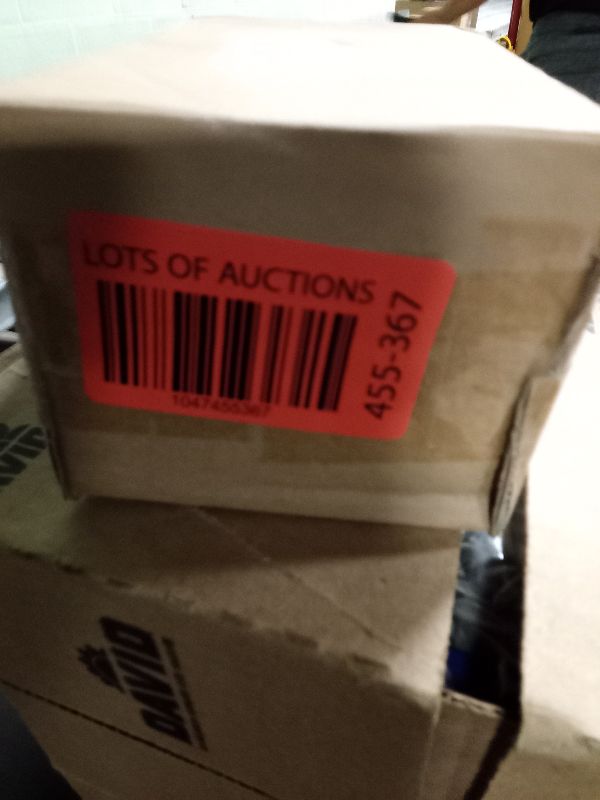 LOTS OF AUCTIONS
1047455367
455-367
DAVID